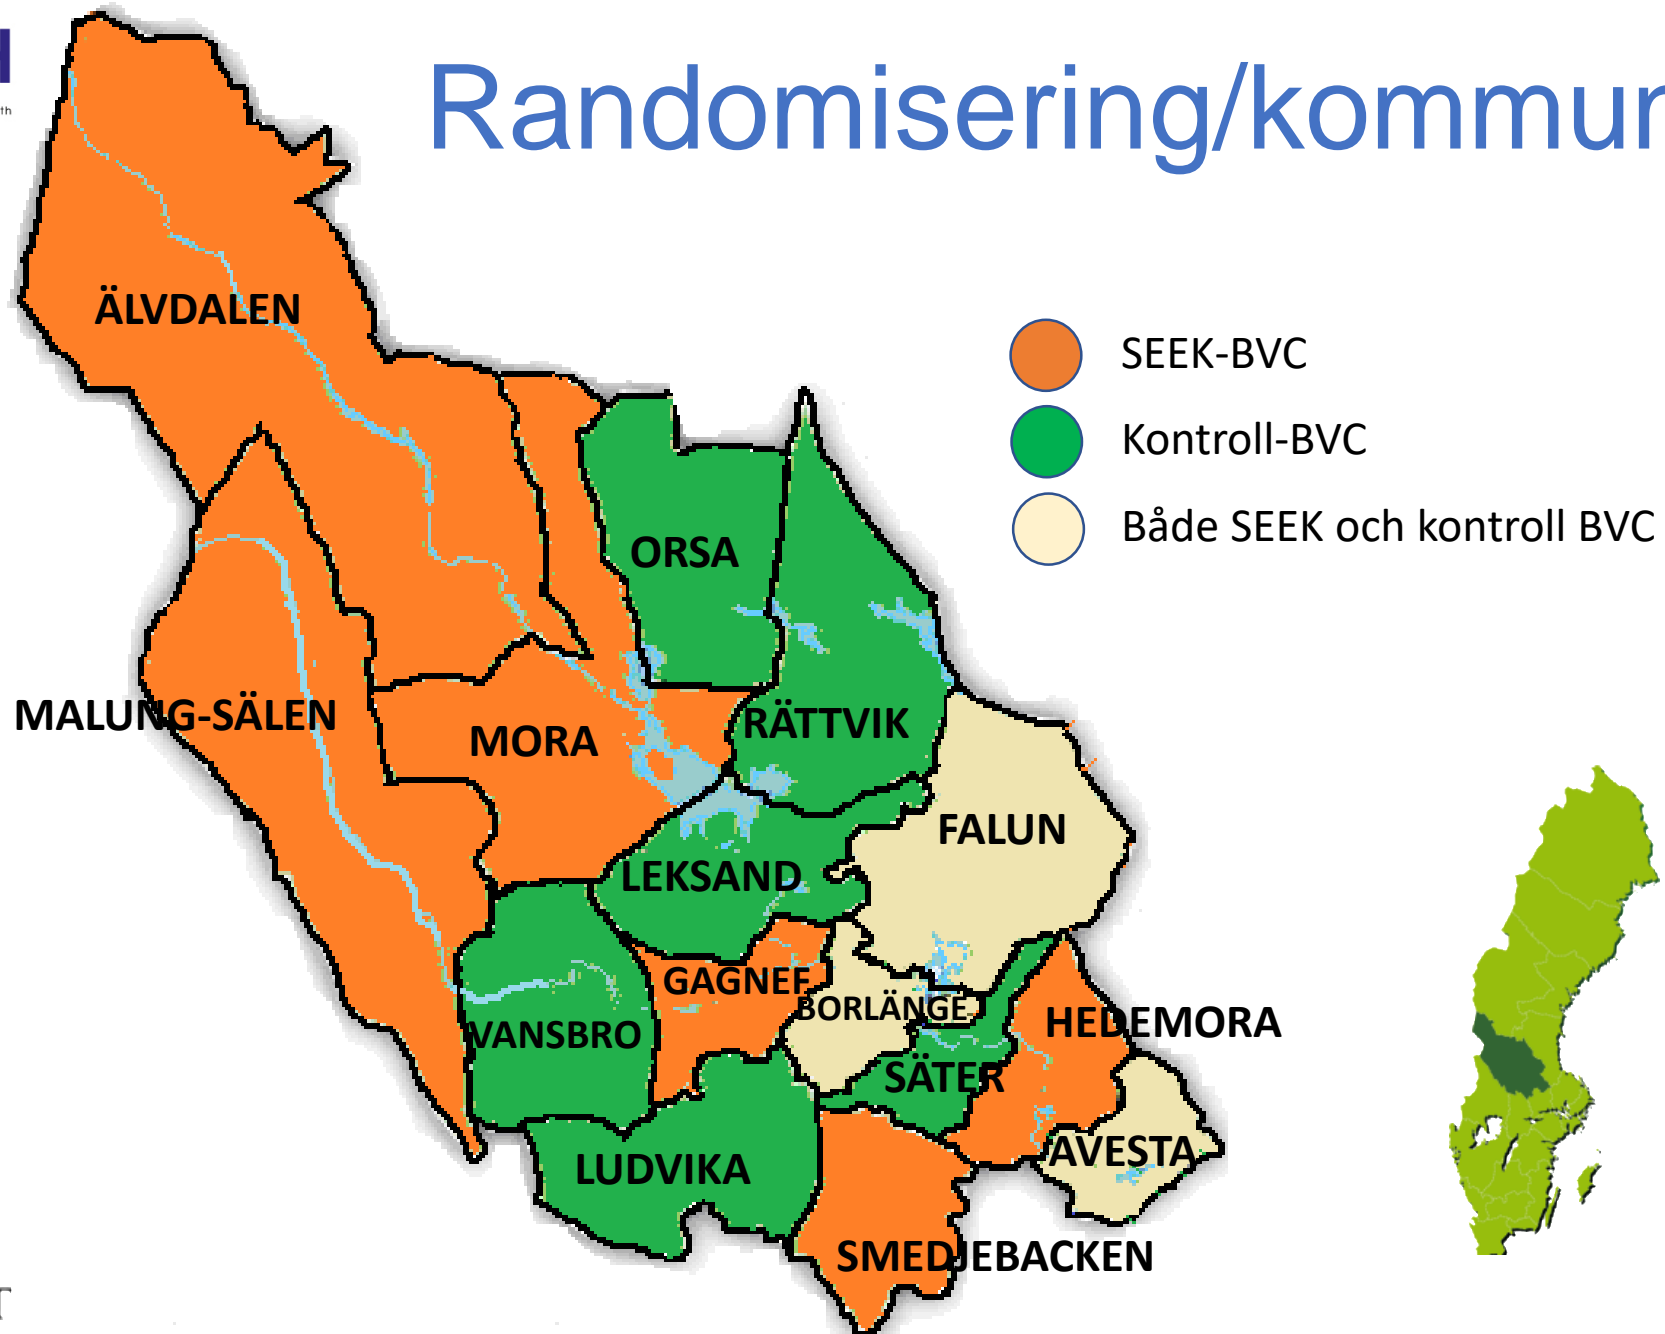 Randomisering/kommun
th
ÄLVDALEN
SEEK-BVC
Kontroll-BVC
Både SEEK och kontroll BVC
ORSA
MALUNG-SÄLEN
MORA
RÄTTVIK
FALUN
LEKSAND
GAGNEF
BORLÄNGE
HEDEMORA
VANSBRO
SÄTER
AVESTA
LUDVIKA
SMEDJEBACKEN